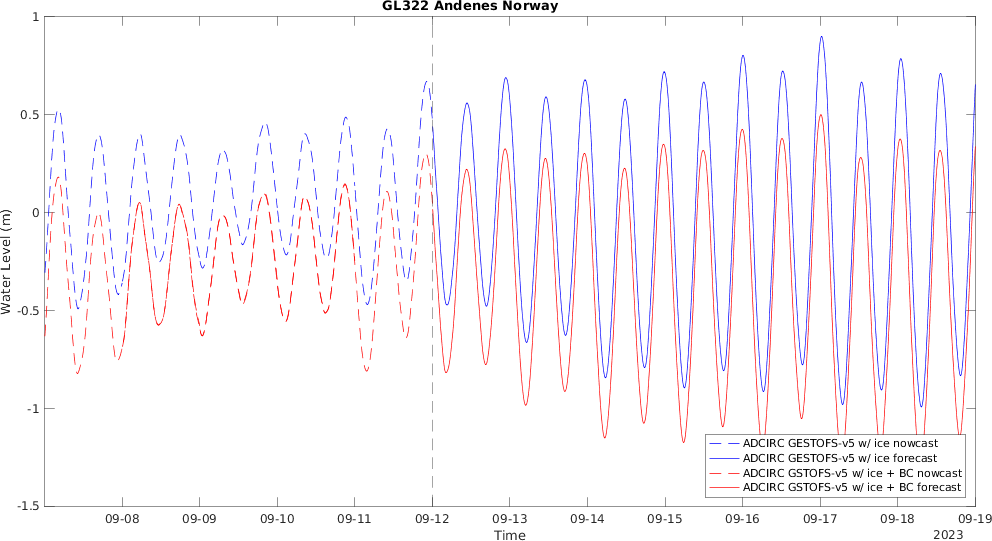 GL322 Andenes Norway
1
0.5
0
-0.5
-1
-1.5
Water Level (m)
09-08 09-09 09-10 09-11 09-12 09-13 09-14 09-15 09-16 09-17 09-18 09-19
Time
2023
ADCIRC GESTOFS-v5 w/ ice nowcast
ADCIRC GESTOFS-v5 w/ ice forecast
ADCIRC GSTOFS-v5 w/ ice + BC nowcast
ADCIRC GSTOFS-v5 w/ ice + BC forecast